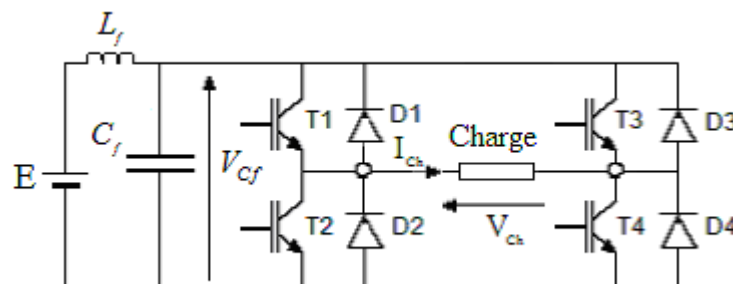 L_f
C_f
E
V_Cf
T1
D1
T2
D2
I_Ch
Charge
V_Ch
T3
D3
T4
D4